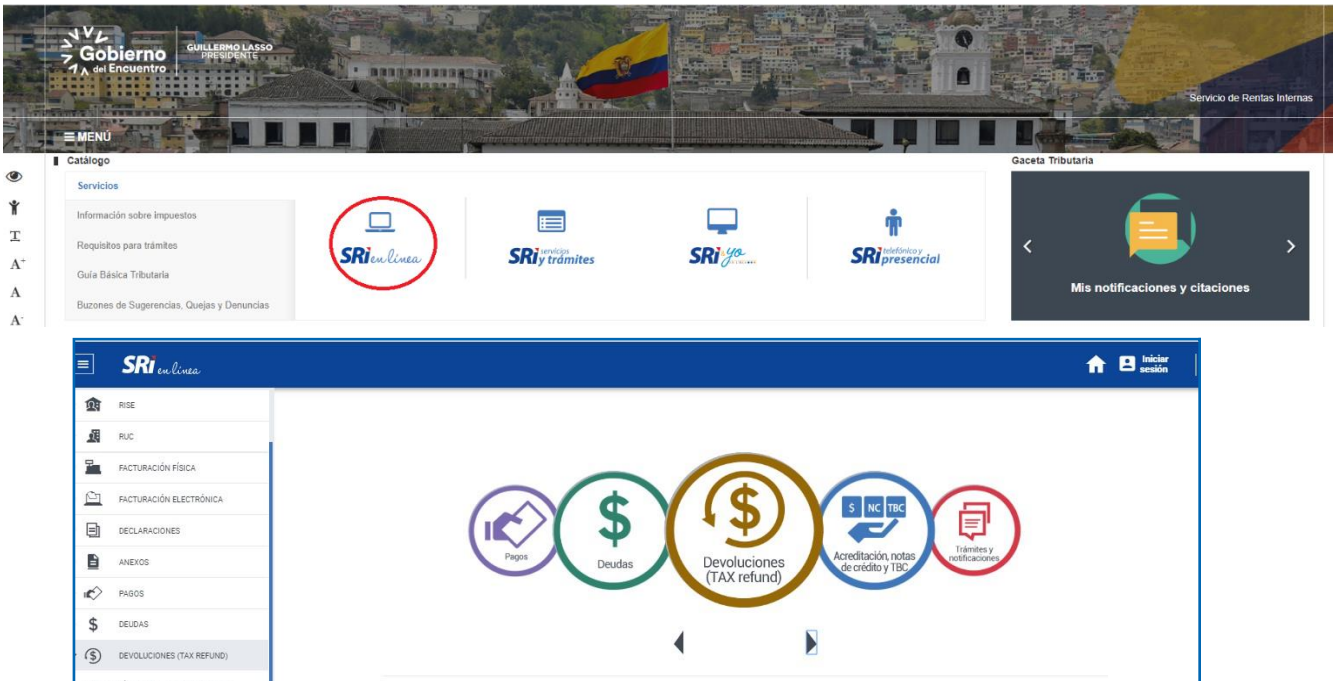 Gobierno
del Encuentro
GUILLERMO LASSO
PRESIDENTE
Servicio de Rentas Internas
MENÚ
Catálogo
Gaceta Tributaria
Servicios
Información sobre impuestos
Requisitos para trámites
Guía Básica Tributaria
Buzones de Sugerencias, Quejas y Denuncias
SRi en línea
SRi servicios y trámites
SRi y yo
SRi telefónico y presencial
Mis notificaciones y citaciones
T
A+
A
A-
SRi en línea
Iniciar
sesión
RISE
RUC
FACTURACIÓN FÍSICA
FACTURACIÓN ELECTRÓNICA
DECLARACIONES
ANEXOS
PAGOS
DEUDAS
DEVOLUCIONES (TAX REFUND)
Pagos
$
Deudas
$
Devoluciones
(TAX refund)
S NC TBC
Acreditación, notas
de crédito y TBC
Trámites y
notificaciones